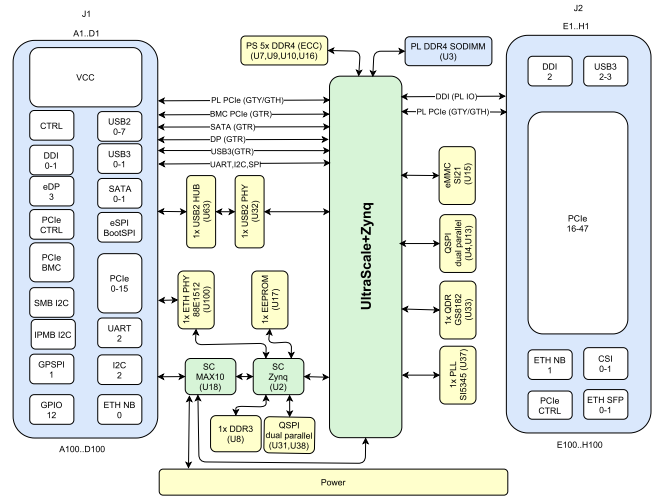 J1
J2
A1..D1
E1..H1
PS 5x DDR4 (ECC)
(U7,U9,U10,U16)
PL DDR4 SODIMM
(U3)
VCC
CTRL
USB2
0-7
DDI
0-1
USB3
0-1
eDP
3
SATA
0-1
PCIe
CTRL
eSPI
BootSPI
PCIe
BMC
PCIe
0-15
SMB I2C
IPMB I2C
UART
2
GPSPI
1
I2C
2
GPIO
12
ETH NB
0
A100..D100
PL PCIe (GTY/GTH)
BMC PCIe (GTR)
SATA (GTR)
DP (GTR)
USB3(GTR)
UART,I2C,SPI
1x USB2 HUB
(U63)
1x USB2 PHY
(U32)
1x ETH PHY
88E1512
(U100)
1x EEPROM
(U17)
SC
MAX10
(U18)
SC
Zynq
(U2)
1x DDR3
(U8)
QSPI
dual parallel
(U31,U38)
UltraScale+Zynq
DDI (PL IO)
PL PCIe (GTY/GTH)
eMMC
SI21
(U15)
QSPI
dual parallel
(U4,U13)
1x QDR
GS81B2
(U33)
1x PLL
SI5345 (U37)
DDI
2
USB3
2-3
PCIe
16-47
ETH NB
1
CSI
0-1
PCIe
CTRL
ETH SFP
0-1
E100..H100
Power